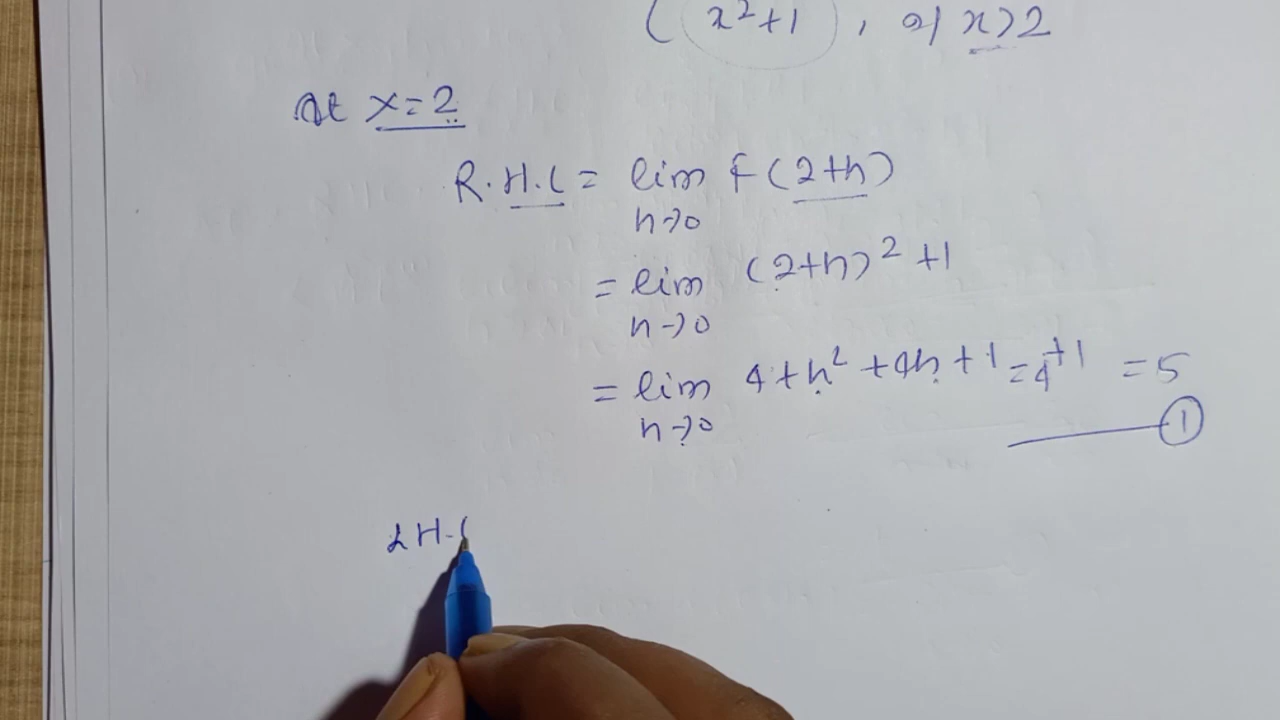 ( x²+1 , if x>2
At x=2
R.H.L = lim f(2+h)
h→0
= lim (2+h)² +1
h→0
= lim 4+h²+4h+1 =4+1 =5
h→0
①
LH.L